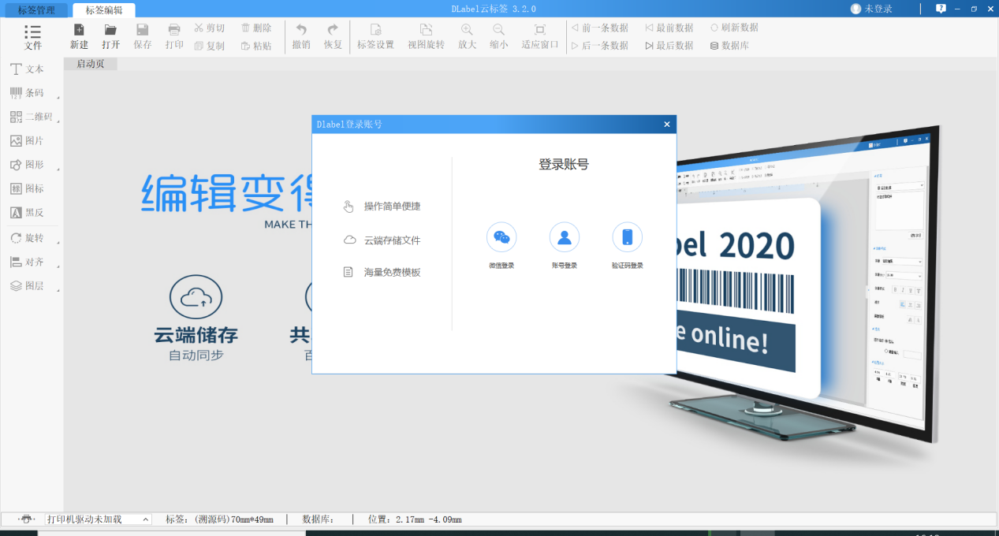 标签管理 标签编辑 DLabel云标签 3.2.0 未登录
文件 新建 打开 保存 打印 剪切 复制 删除 粘贴 撤销 恢复 标签设置 视图旋转 放大 缩小 适应窗口 前一条数据 后一条数据 最前数据 最后数据 刷新数据 数据库
启动页
文本
条码
二维码
图片
图形
图标
黑反
旋转
对齐
图层
编辑变得
MAKE TH
云端储存
自动同步
共
Dlabel登录账号
登录账号
操作简单便捷
云端存储文件
海量免费模板
微信登录 账号登录 验证码登录
bel 2020
e online!
打印机驱动未加载 标签: (溯源码)70mm*49mm 数据库: 位置: 2.17mm -4.09mm